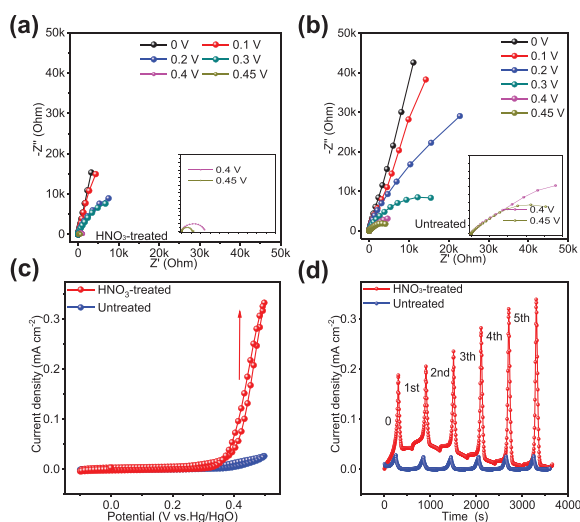 (a)
50k
40k
30k
20k
10k
0
-Z" (Ohm)
0 V
0.1 V
0.2 V
0.3 V
0.4 V
0.45 V
0.4 V
0.45 V
HNO3-treated
0 10k 20k 30k 40k 50k
Z' (Ohm)
(b)
50k
40k
30k
20k
10k
0
-Z" (Ohm)
0 V
0.1 V
0.2 V
0.3 V
0.4 V
0.45 V
0.4 V
0.45 V
Untreated
0 10k 20k 30k 40k 50k
Z' (Ohm)
(c)
HNO3-treated
Untreated
0.3
0.2
0.1
0.0
Current density (mA cm-2)
0.0 0.2 0.4 0.6
Potential (V vs.Hg/HgO)
(d)
HNO3-treated
Untreated
0.3
0.2
0.1
0.0
Current density (mA cm-2)
0
1st
2nd
3th
4th
5th
0 1000 2000 3000 4000
Time (s)